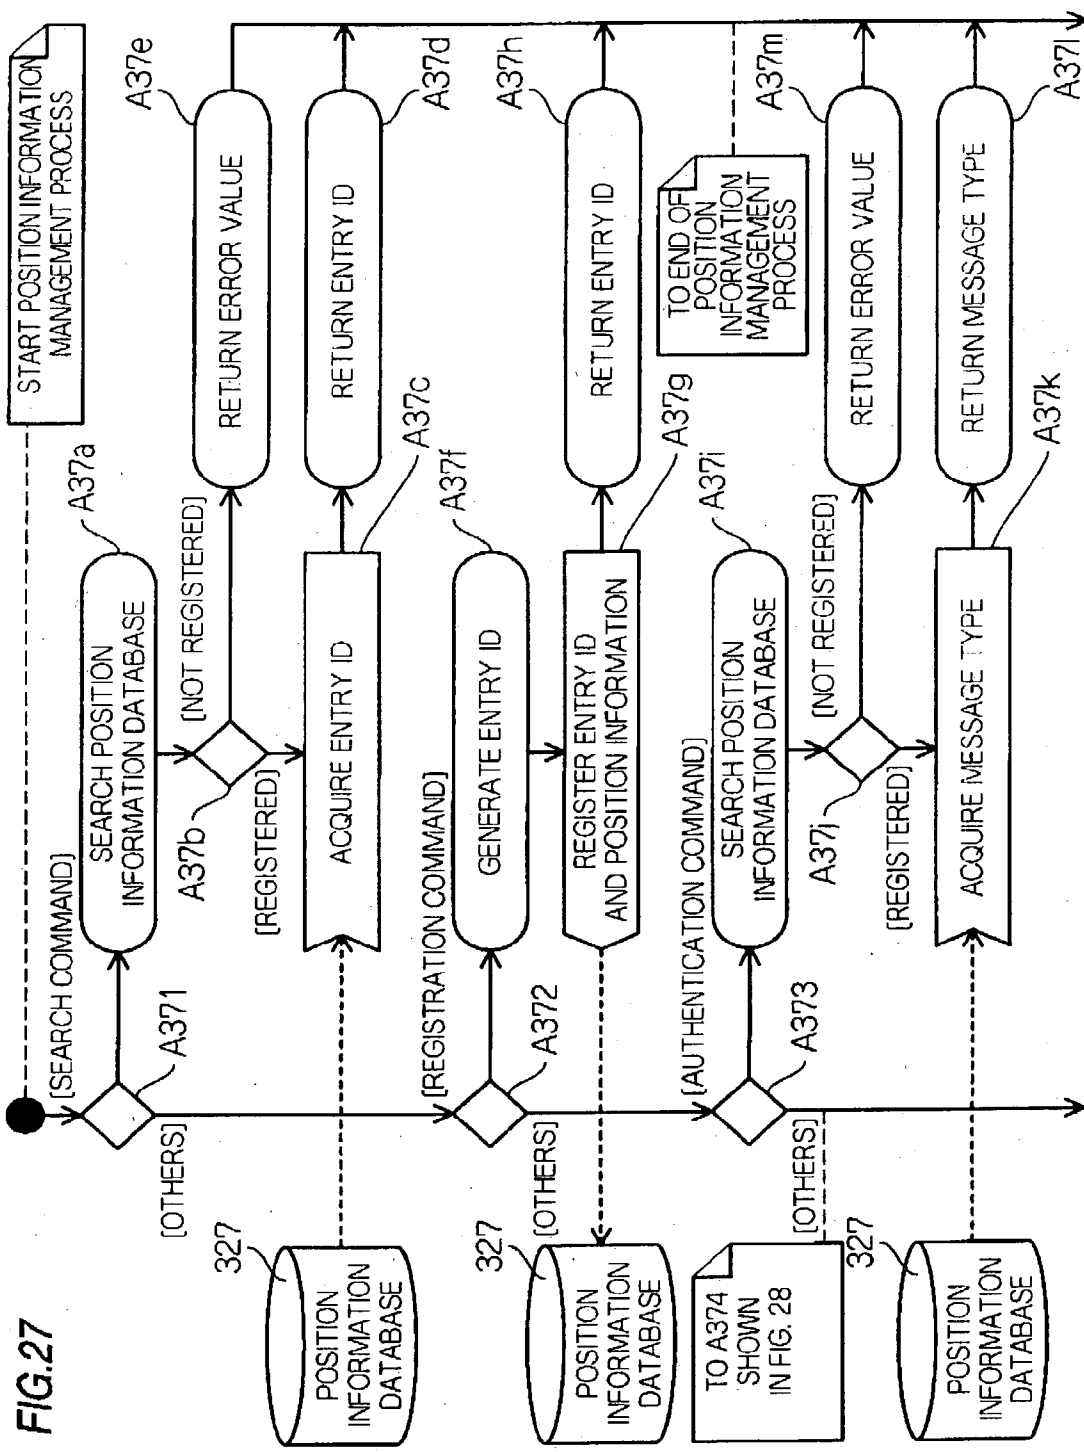 FIG.27
START POSITION INFORMATION
MANAGEMENT PROCESS
[SEARCH COMMAND]
A371
[OTHERS]
SEARCH POSITION
INFORMATION DATABASE
A37a
A37b
[NOT REGISTERED]
[REGISTERED]
RETURN ERROR VALUE
A37e
327
POSITION
INFORMATION
DATABASE
ACQUIRE ENTRY ID
A37c
RETURN ENTRY ID
A37d
[REGISTRATION COMMAND]
A372
[OTHERS]
GENERATE ENTRY ID
A37f
327
POSITION
INFORMATION
DATABASE
REGISTER ENTRY ID
AND POSITION INFORMATION
A37g
RETURN ENTRY ID
A37h
TO END OF
POSITION
INFORMATION
MANAGEMENT
PROCESS
[AUTHENTICATION COMMAND]
A373
[OTHERS]
TO A374
SHOWN
IN FIG. 28
SEARCH POSITION
INFORMATION DATABASE
A37i
A37j
[NOT REGISTERED]
[REGISTERED]
RETURN ERROR VALUE
A37m
327
POSITION
INFORMATION
DATABASE
ACQUIRE MESSAGE TYPE
A37k
RETURN MESSAGE TYPE
A37l